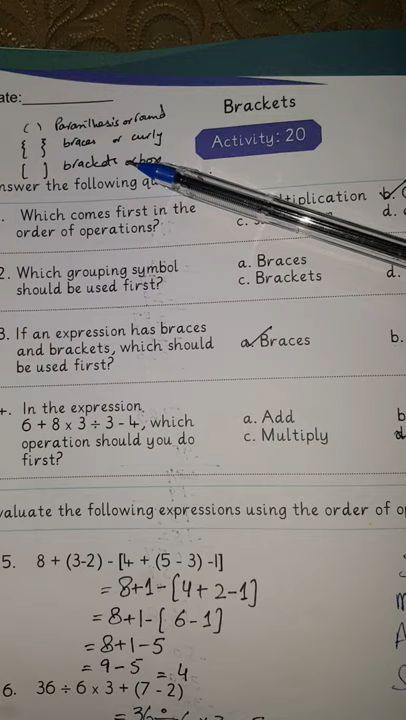 ate:
Brackets
( ) Paranthesis or round
Activity: 20
{ } braces or curly
[ ] brackets or box
nswer the following
. Which comes first in the
order of operations?
tiplication
b.
c.
d.
2. Which grouping symbol
should be used first?
a. Braces
c. Brackets
d.
3. If an expression has braces
and brackets, which should
be used first?
a. Braces
b.
. In the expression
6 + 8 x 3 ÷ 3 - 4, which
operation should you do
first?
a. Add
b
c. Multiply
d
valuate the following expressions using the order of o
5. 8 + (3-2) - [4 + (5 - 3) -1]
= 8+1-[4+2-1]
= 8+1-[6-1]
= 8+1-5
= 9-5 = 4
6. 36 ÷ 6 x 3 + (7 - 2)